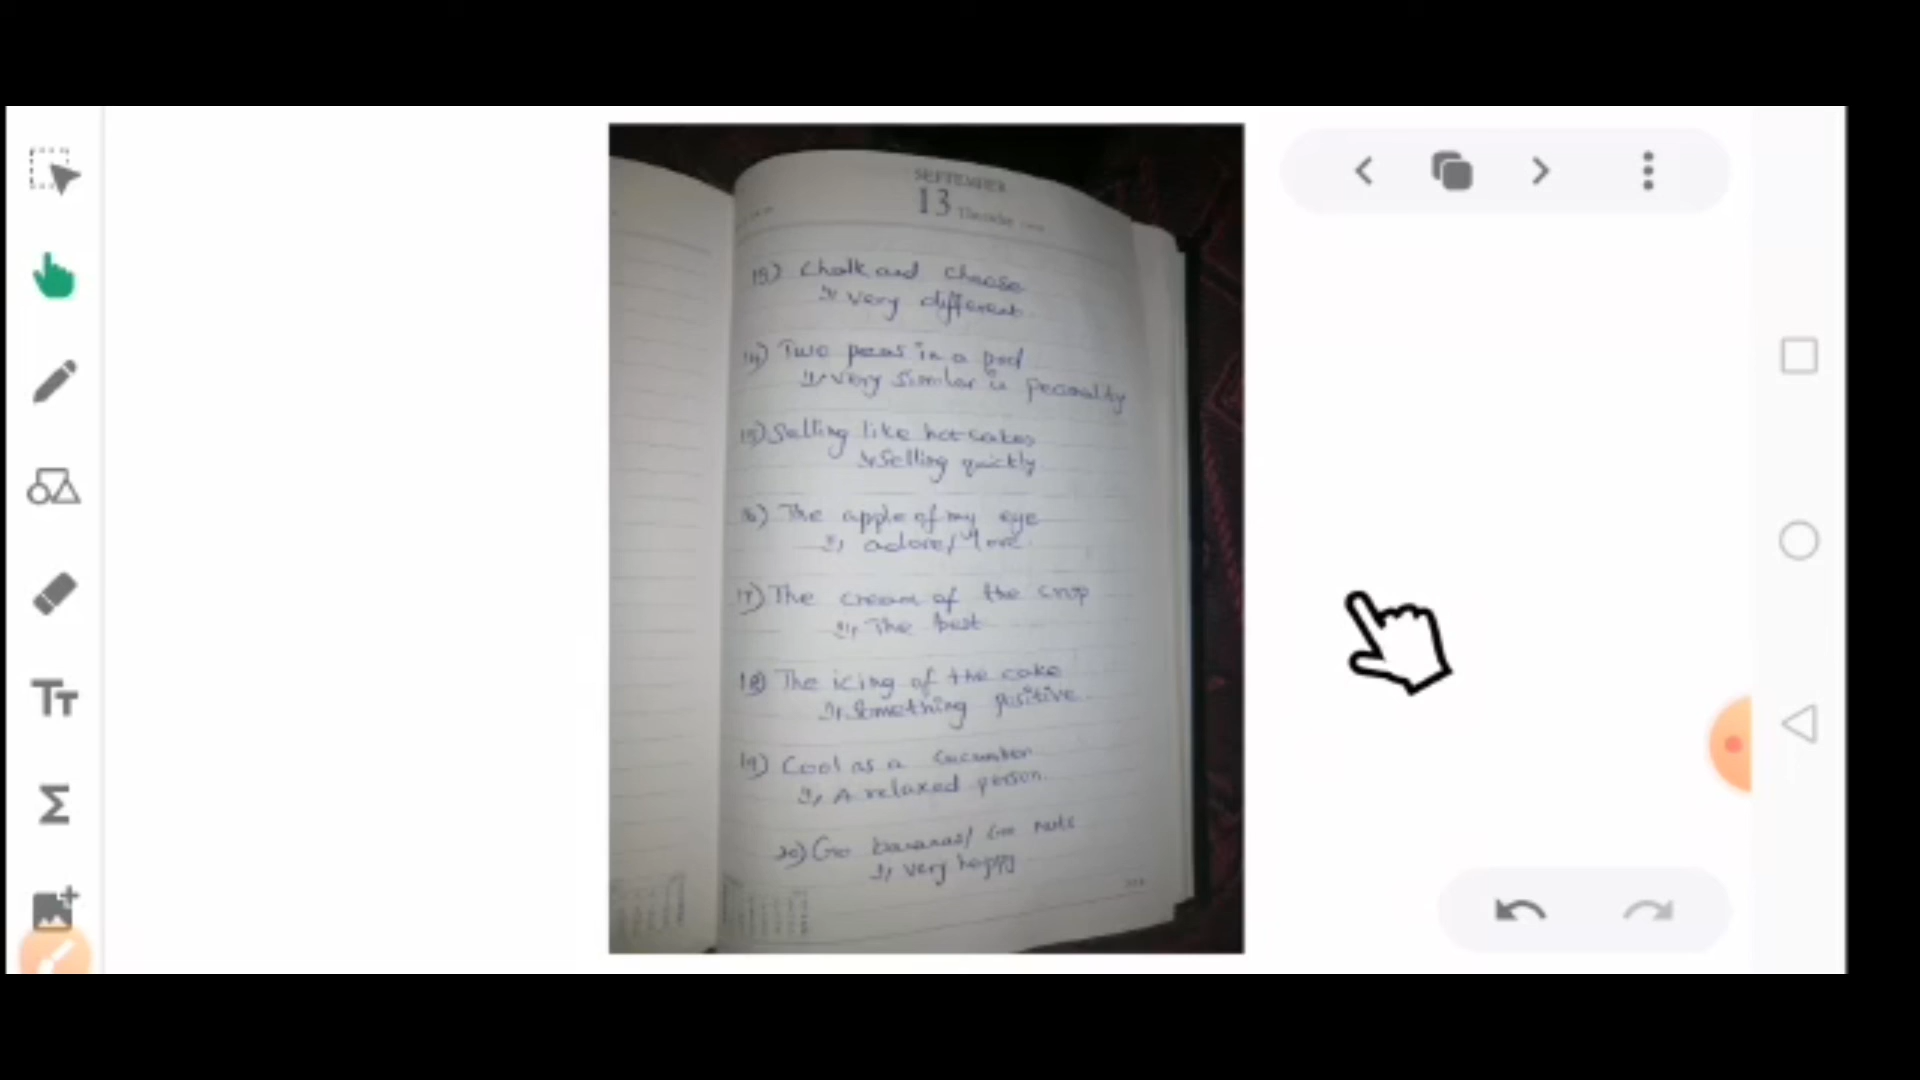 SEPTEMBER
13 Thursday
13) Chalk and cheese
↳ very different
14) Two peas in a pod
↳ very similar is personality
15) Selling like hot cakes
↳ Selling quickly
16) The apple of my eye
↳ adore/love
17) The cream of the crop
↳ The best
18) The icing of the cake
↳ Something positive
19) Cool as a cucumber
↳ A relaxed person.
20) Go bananas/ Go nuts
↳ very happy
TT
Σ